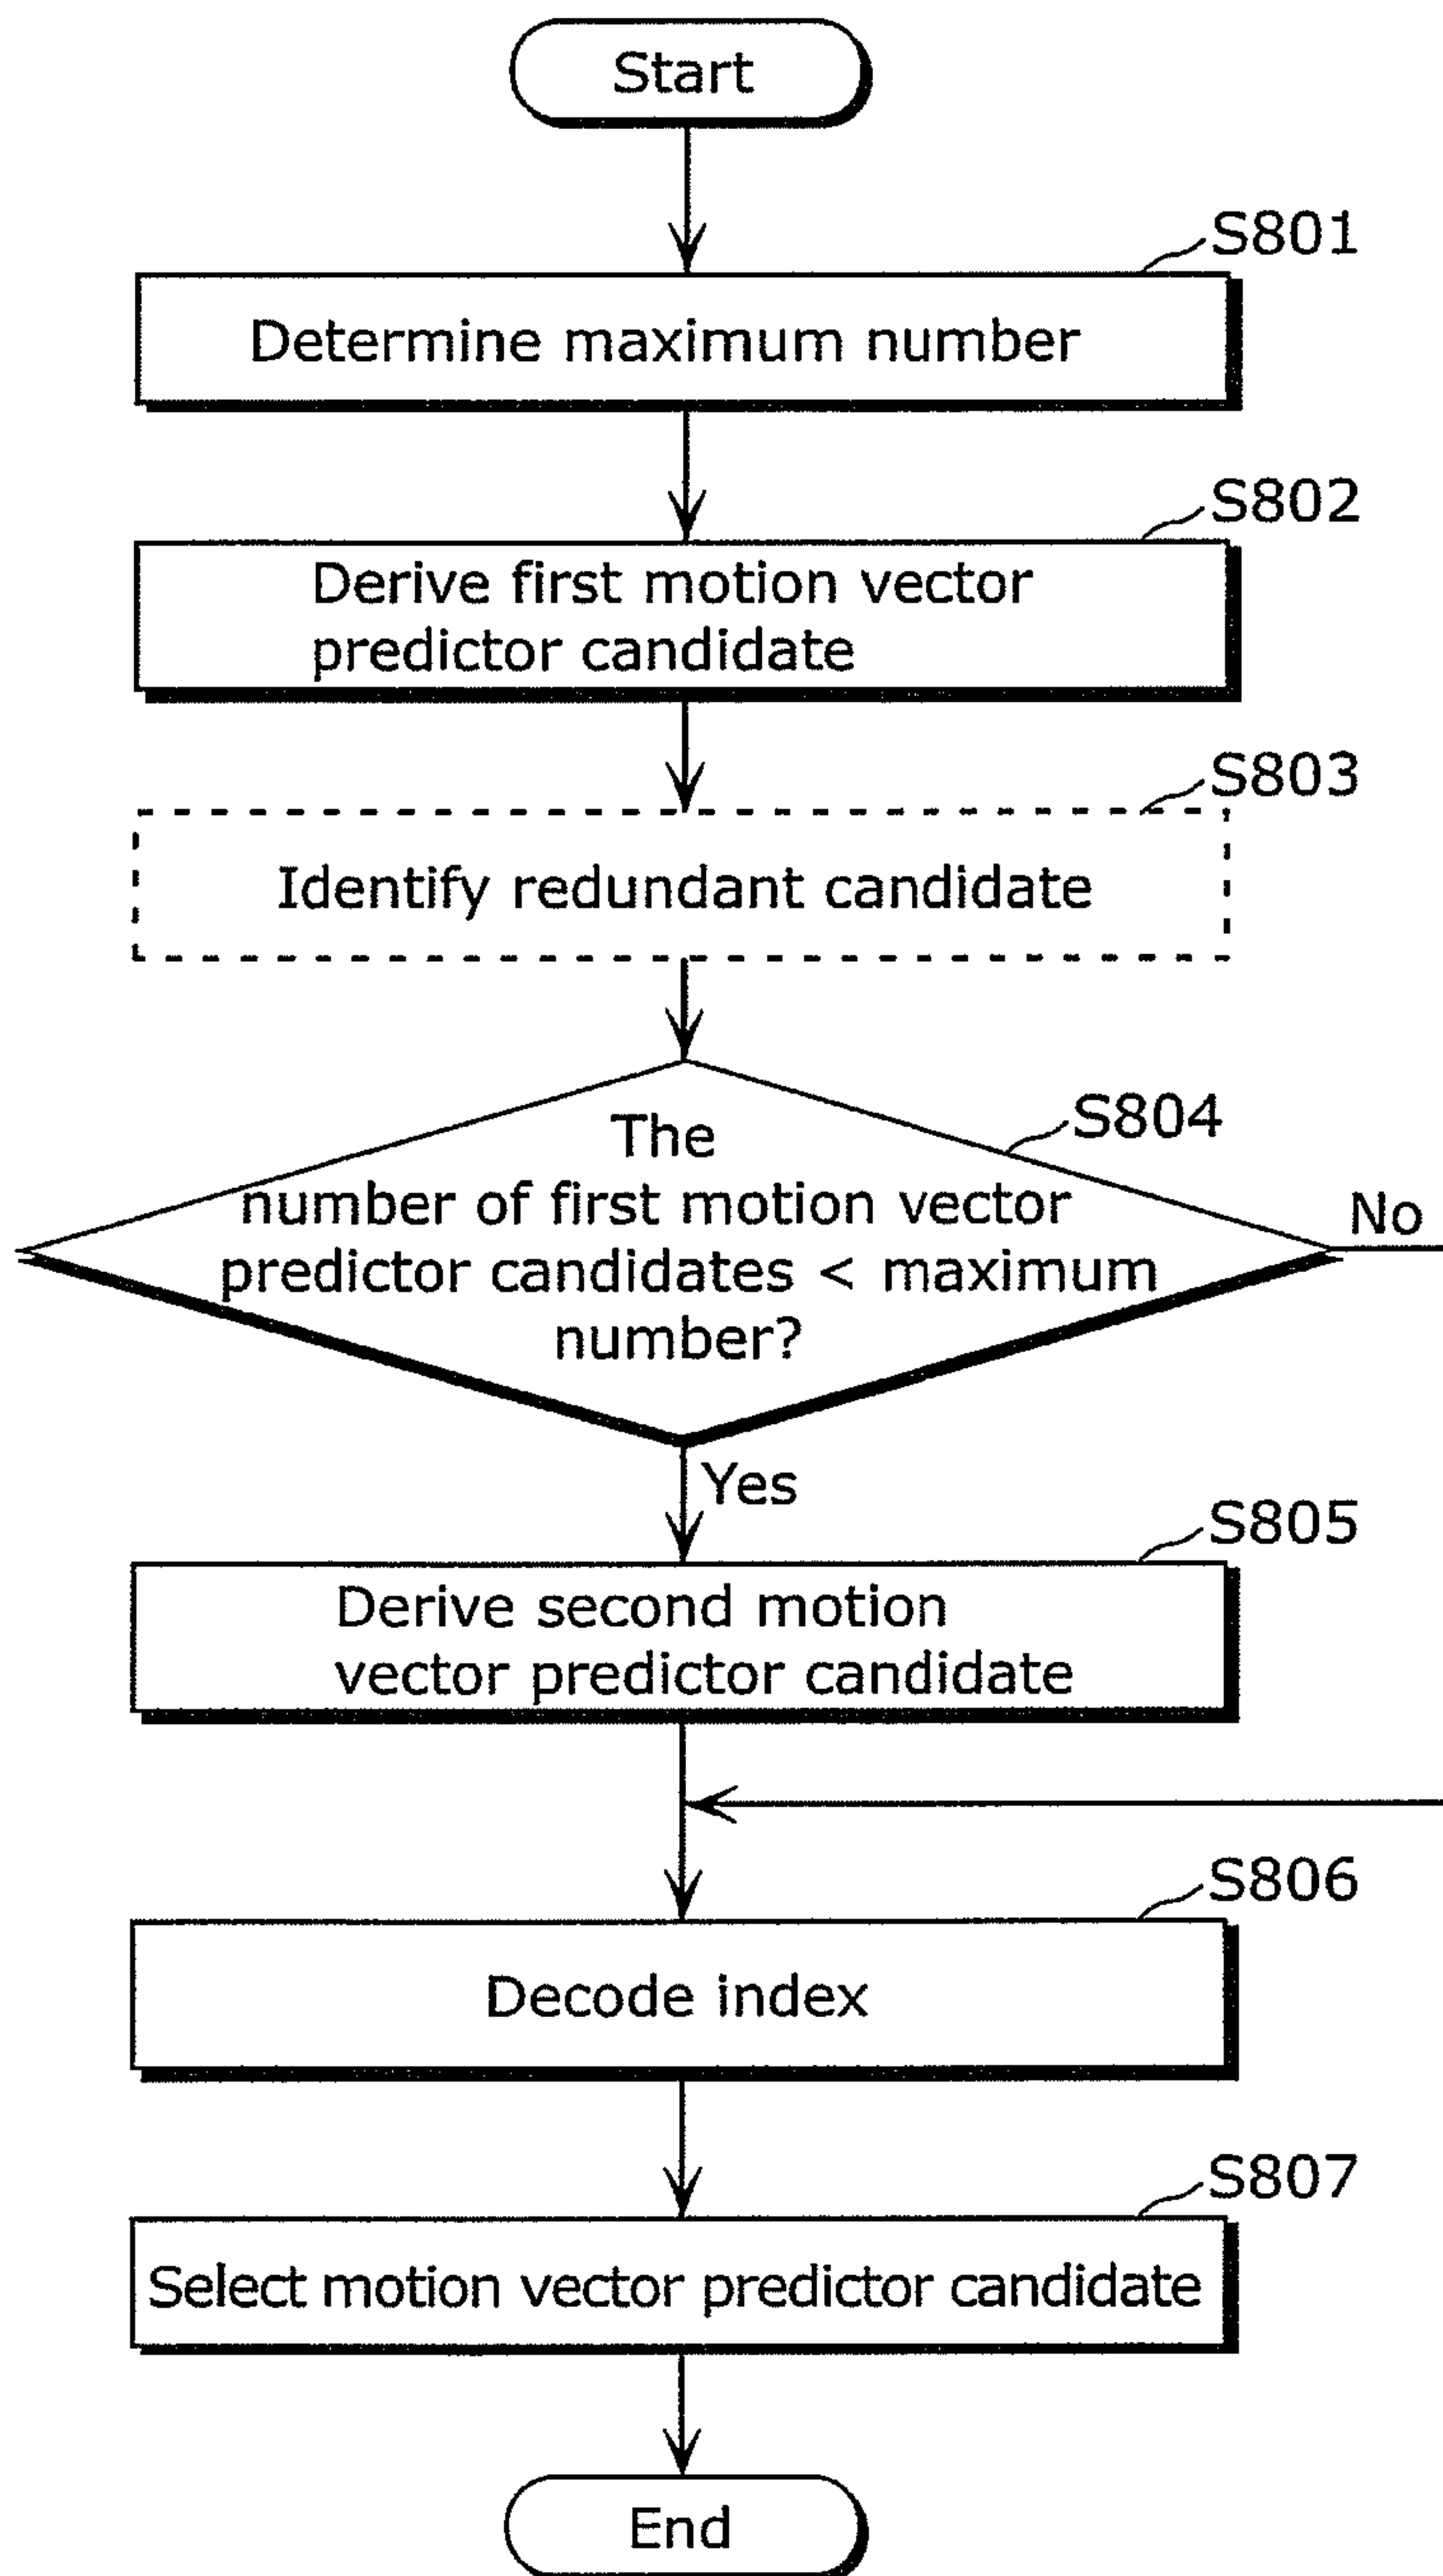 Start
S801
Determine maximum number
S802
Derive first motion vector
predictor candidate
S803
Identify redundant candidate
S804
The
number of first motion vector
predictor candidates < maximum
number?
No
Yes
S805
Derive second motion
vector predictor candidate
S806
Decode index
S807
Select motion vector predictor candidate
End